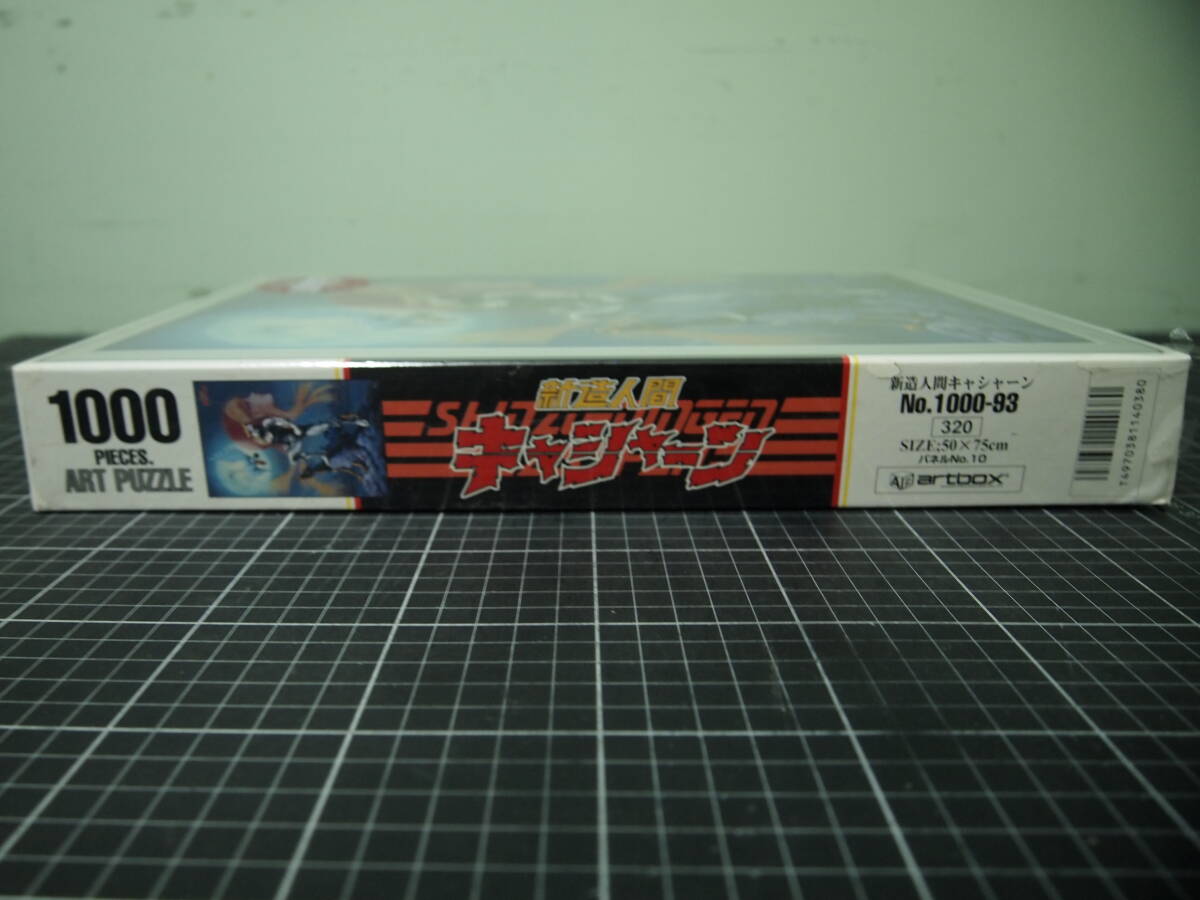 1000
PIECES.
ART PUZZLE
新造人間
キャシャーン
新造人間キャシャーン
No.1000-93
320
SIZE;50×75cm
パネルNo.10
artbox
T4970381140380